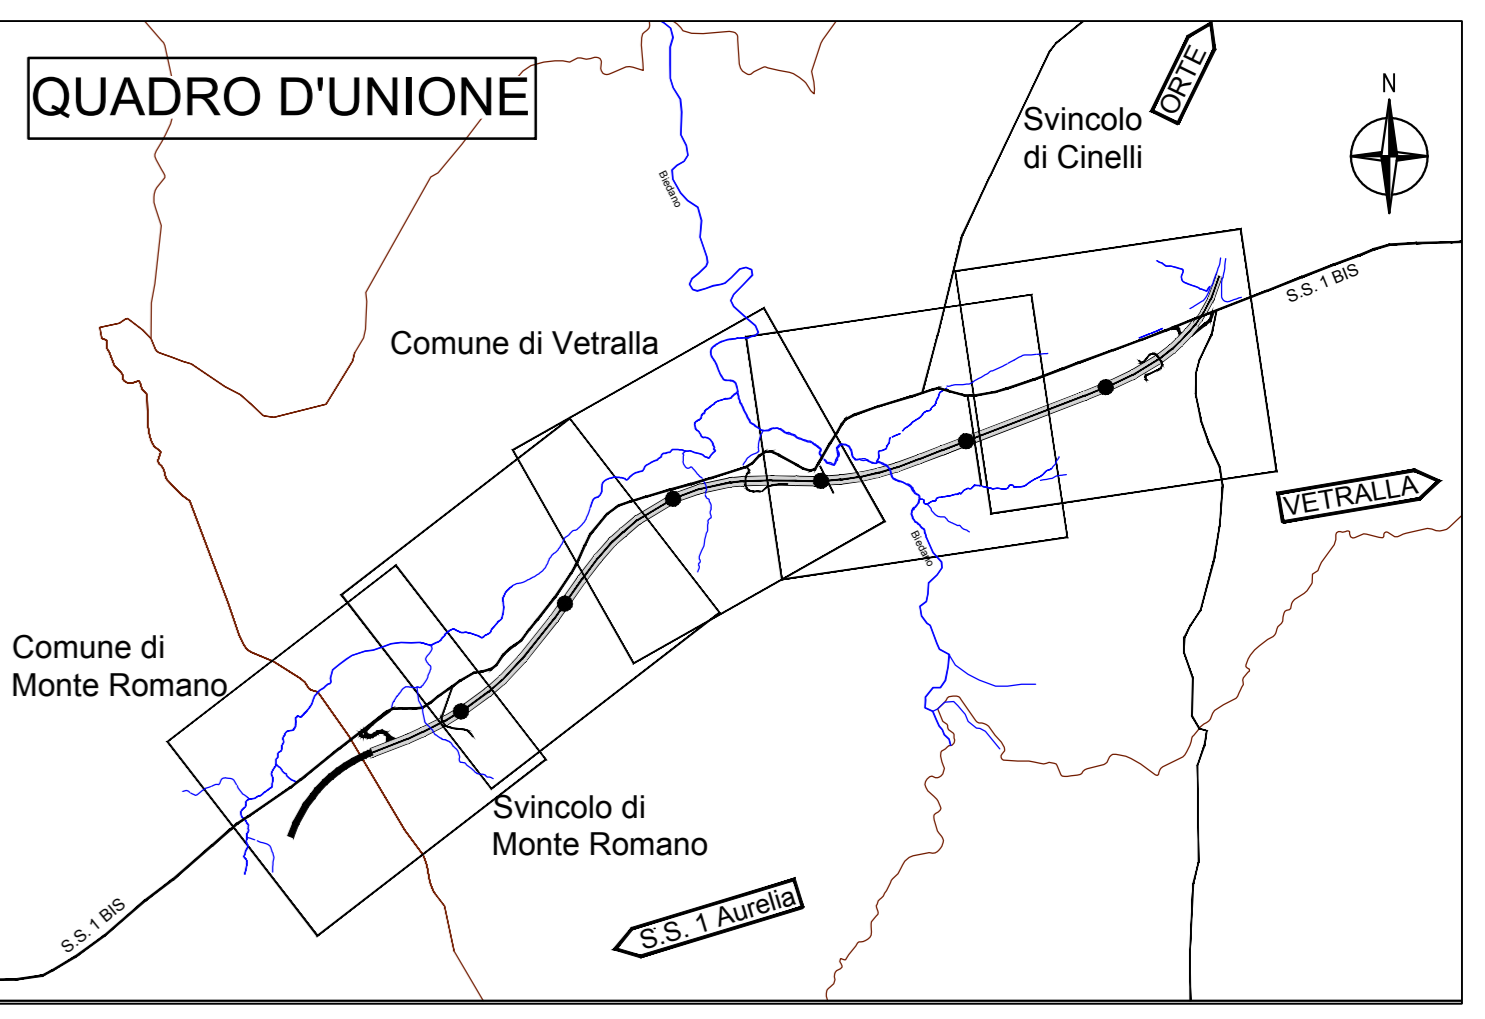 QUADRO D'UNIONE
ORTE
N
Svincolo
di Cinelli
Biedano
S.S. 1 BIS
Comune di Vetralla
VETRALLA
Biedano
Comune di
Monte Romano
Svincolo di
Monte Romano
S.S. 1 Aurelia
S.S. 1 BIS